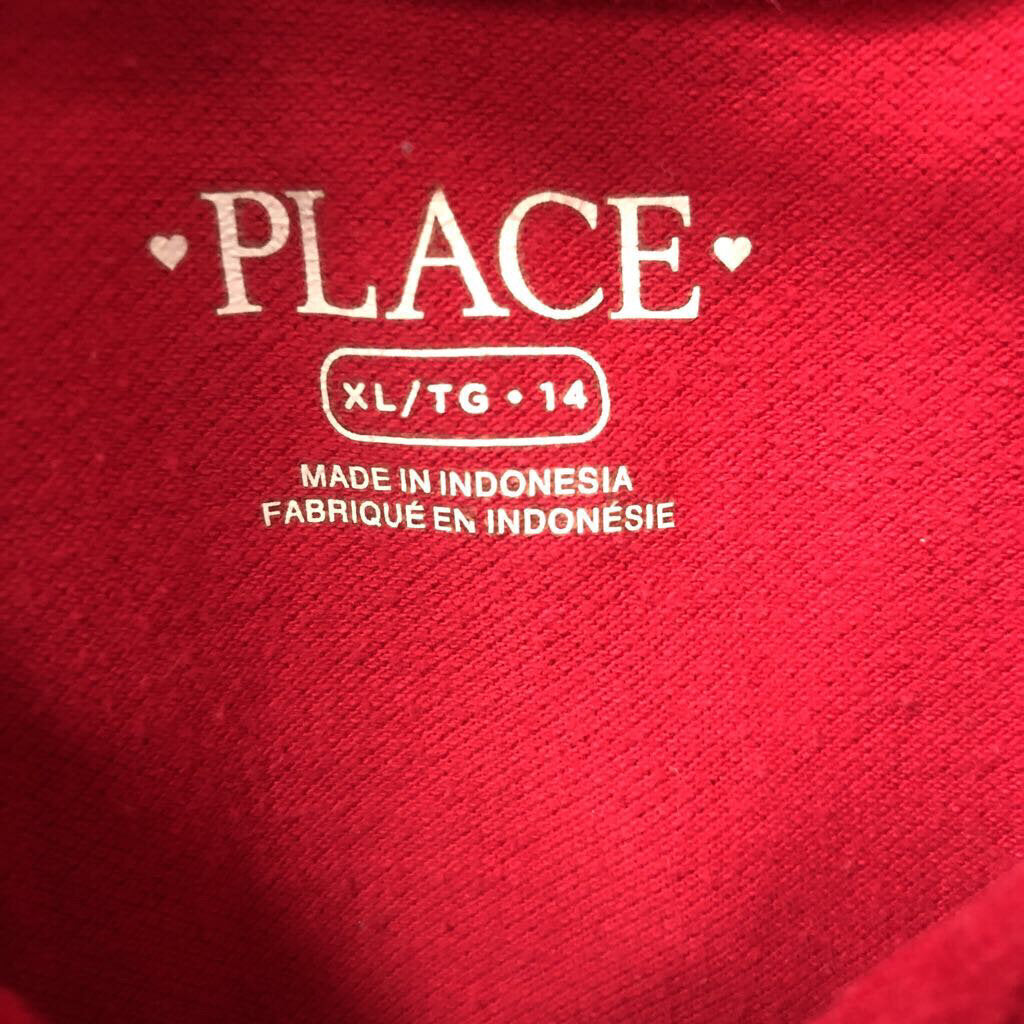 PLACE
XL/TG • 14
MADE IN INDONESIA
FABRIQUÉ EN INDONÉSIE